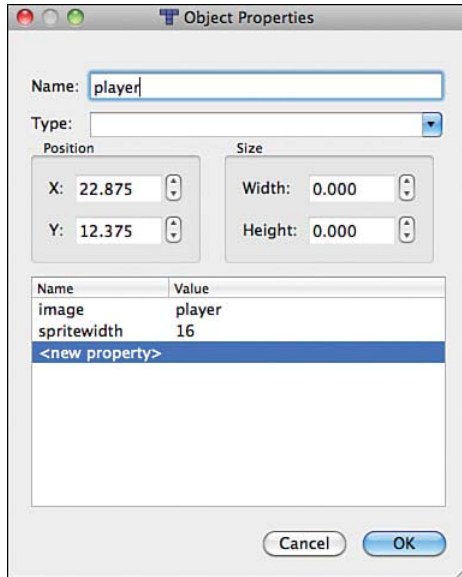 Object Properties
Name: player
Type:
Position
X: 22.875
Y: 12.375
Size
Width: 0.000
Height: 0.000
Name Value
image player
spritewidth 16
<new property>
Cancel OK